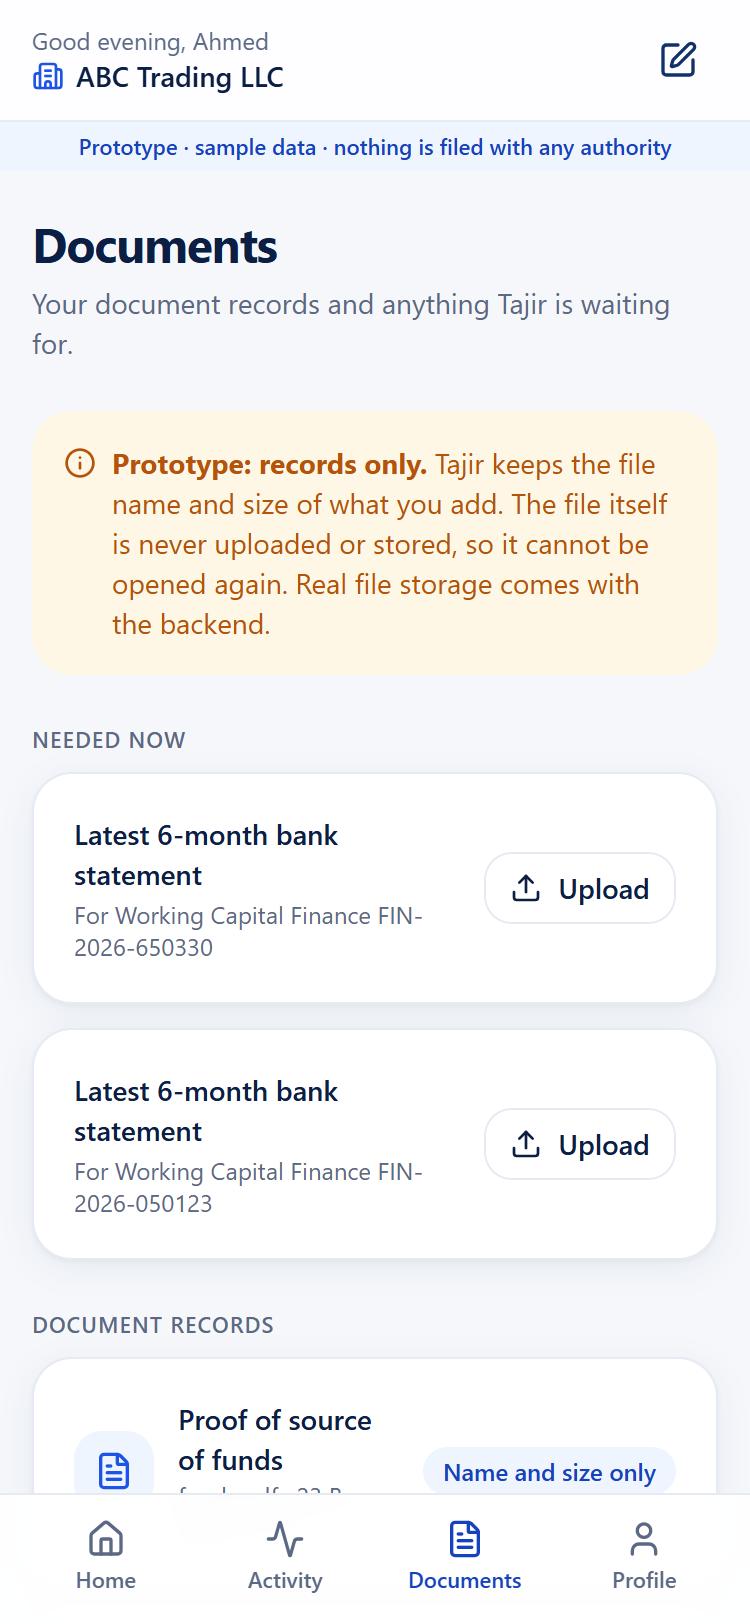 Good evening, Ahmed
ABC Trading LLC
Prototype · sample data · nothing is filed with any authority
Documents
Your document records and anything Tajir is waiting
for.
Prototype: records only. Tajir keeps the file
name and size of what you add. The file itself
is never uploaded or stored, so it cannot be
opened again. Real file storage comes with
the backend.
NEEDED NOW
Latest 6-month bank
statement
For Working Capital Finance FIN-
2026-650330
Upload
Latest 6-month bank
statement
For Working Capital Finance FIN-
2026-050123
Upload
DOCUMENT RECORDS
Proof of source
of funds
Name and size only
Home
Activity
Documents
Profile